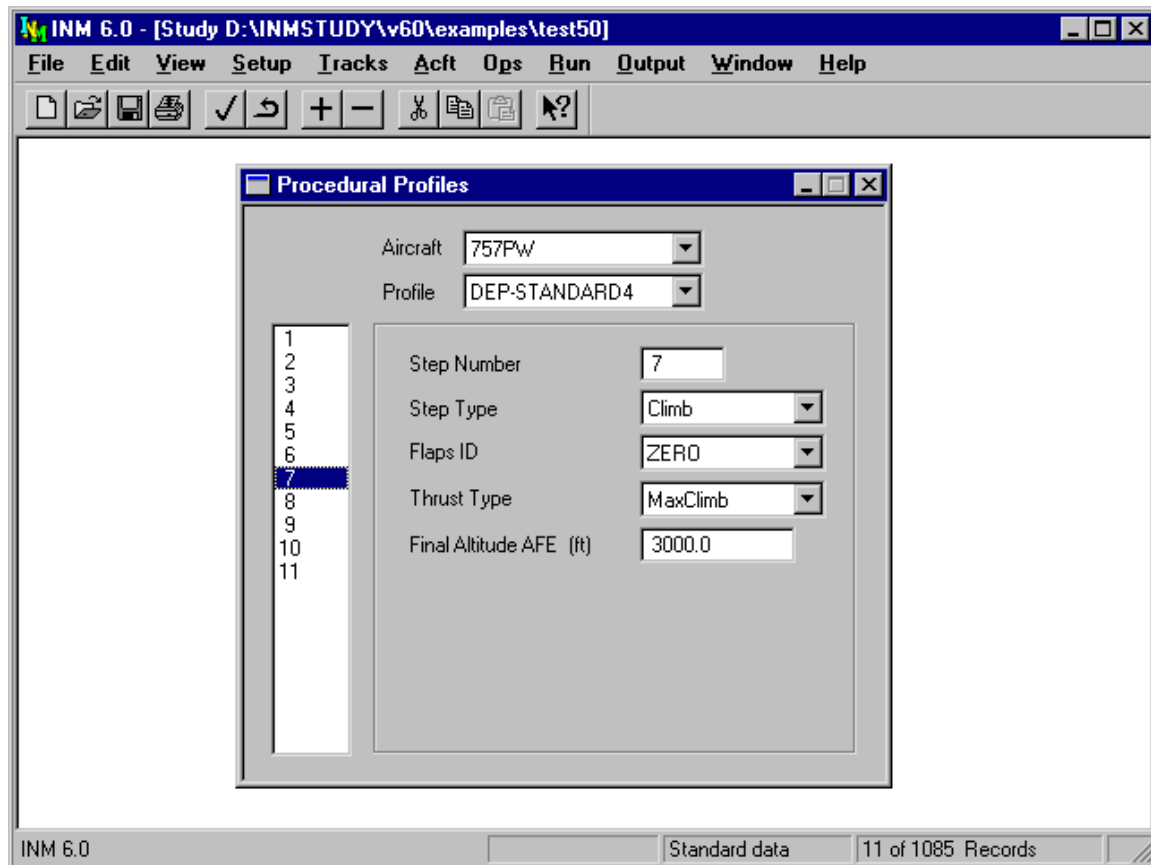 INM 6.0 - [Study D:\INMSTUDY\v60\examples\test50]
File Edit View Setup Tracks Acft Ops Run Output Window Help
Procedural Profiles
Aircraft 757PW
Profile DEP-STANDARD4
1
2
3
4
5
6
7
8
9
10
11
Step Number 7
Step Type Climb
Flaps ID ZERO
Thrust Type MaxClimb
Final Altitude AFE (ft) 3000.0
INM 6.0 Standard data 11 of 1085 Records